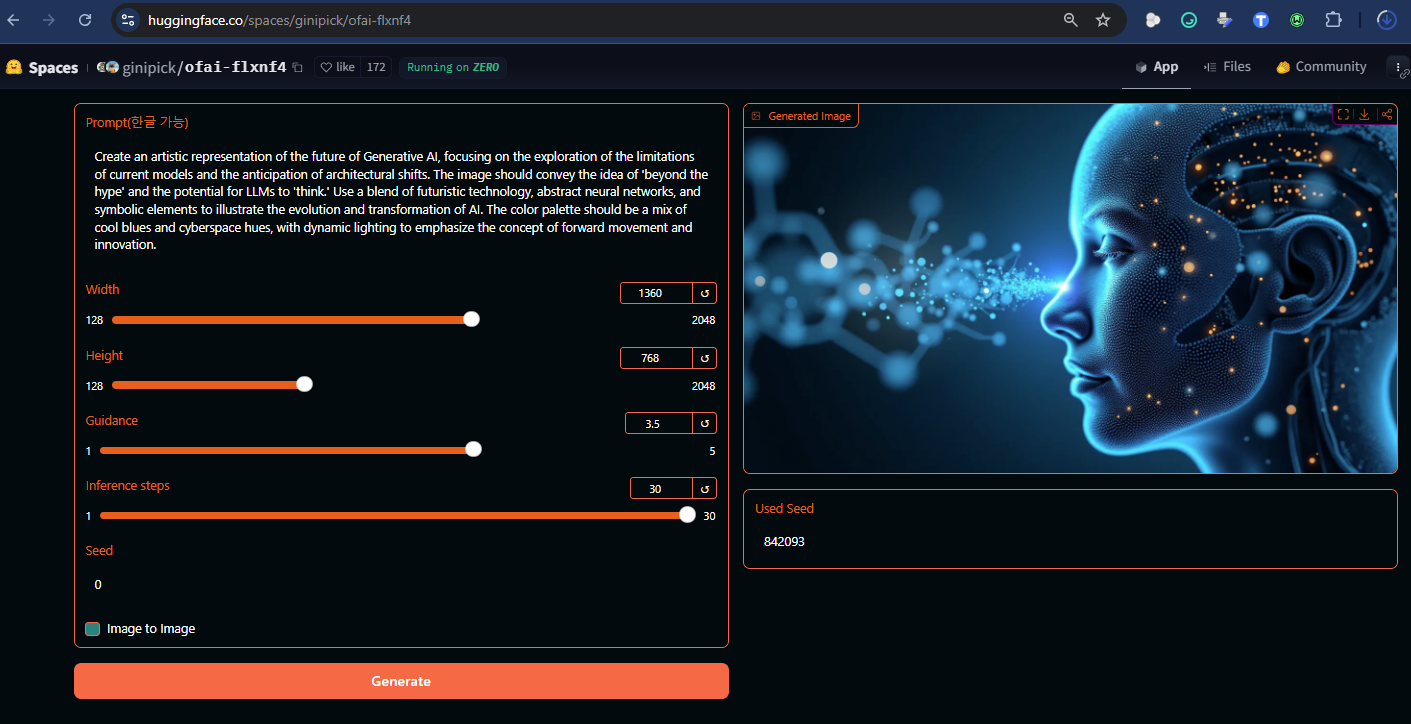 huggingface.co/spaces/ginipick/ofai-flxnf4
Spaces
ginipick/ofai-flxnf4
like 172
Running on ZERO
App
Files
Community
Prompt(한글 가능)
Create an artistic representation of the future of Generative AI, focusing on the exploration of the limitations
of current models and the anticipation of architectural shifts. The image should convey the idea of 'beyond the
hype' and the potential for LLMs to 'think.' Use a blend of futuristic technology, abstract neural networks, and
symbolic elements to illustrate the evolution and transformation of AI. The color palette should be a mix of
cool blues and cyberspace hues, with dynamic lighting to emphasize the concept of forward movement and
innovation.
Width
1360
128
2048
Height
768
128
2048
Guidance
3.5
1
5
Inference steps
30
1
30
Seed
0
Image to Image
Generate
Generated Image
Used Seed
842093